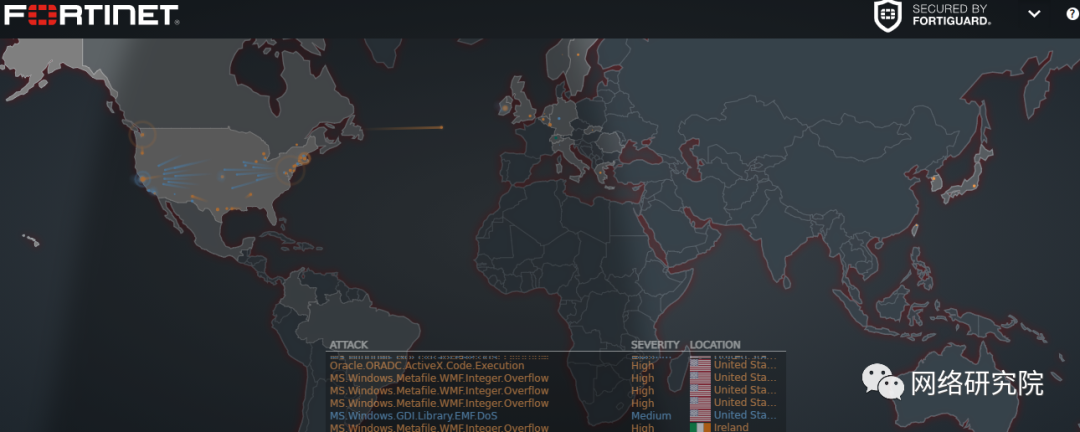 FORTINET
SECURED BY
FORTIGUARD
?
ATTACK SEVERITY LOCATION
Oracle.ORADC.ActiveX.Code.Execution High United Sta...
MS.Windows.Metafile.WMF.Integer.Overflow High United Sta...
MS.Windows.Metafile.WMF.Integer.Overflow High United Sta...
MS.Windows.Metafile.WMF.Integer.Overflow High United Sta...
MS.Windows.GDI.Library.EMF.DoS Medium United Sta...
MS.Windows.Metafile.WMF.Integer.Overflow High Ireland
网络研究院